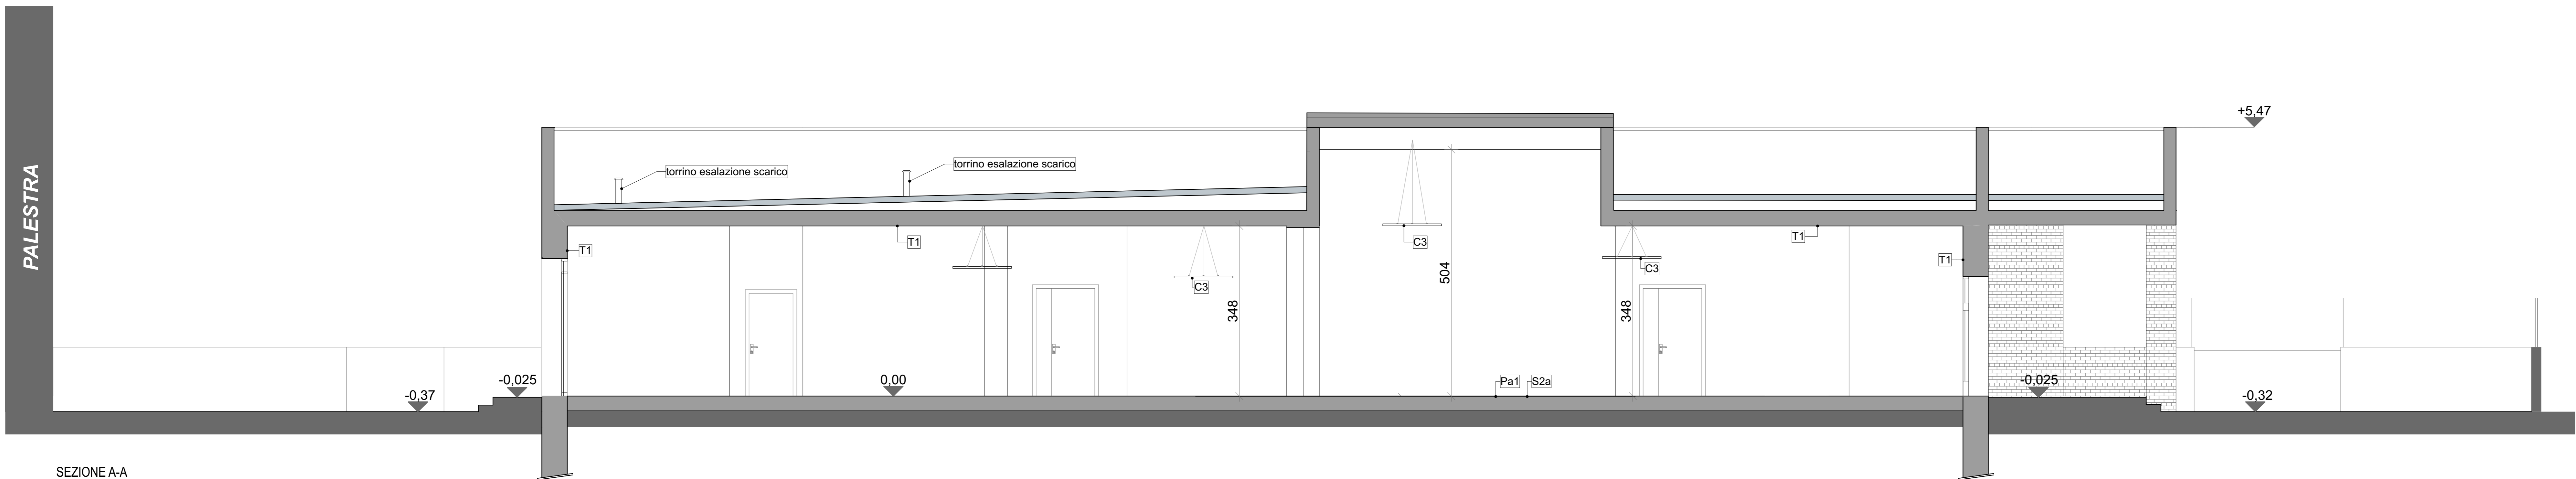 PALESTRA
+5,47
torrino esalazione scarico
torrino esalazione scarico
T1
T1
C3
C3
T1
C3
T1
504
348
348
-0,37
-0,025
0,00
Pa1
S2a
-0,025
-0,32
SEZIONE A-A